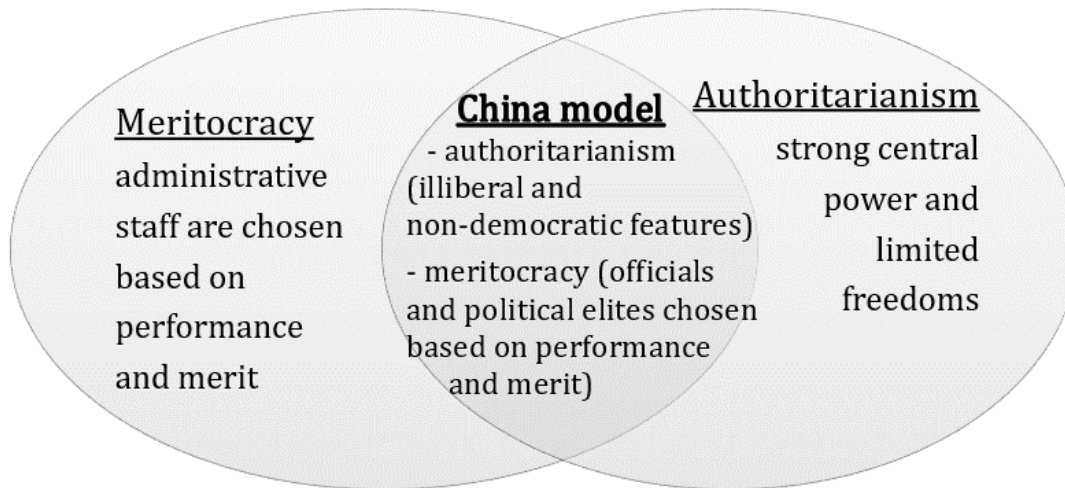 Meritocracy
administrative
staff are chosen
based on
performance
and merit
China model
- authoritarianism
(illiberal and
non-democratic features)
- meritocracy (officials
and political elites chosen
based on performance
and merit)
Authoritarianism
strong central
power and
limited
freedoms